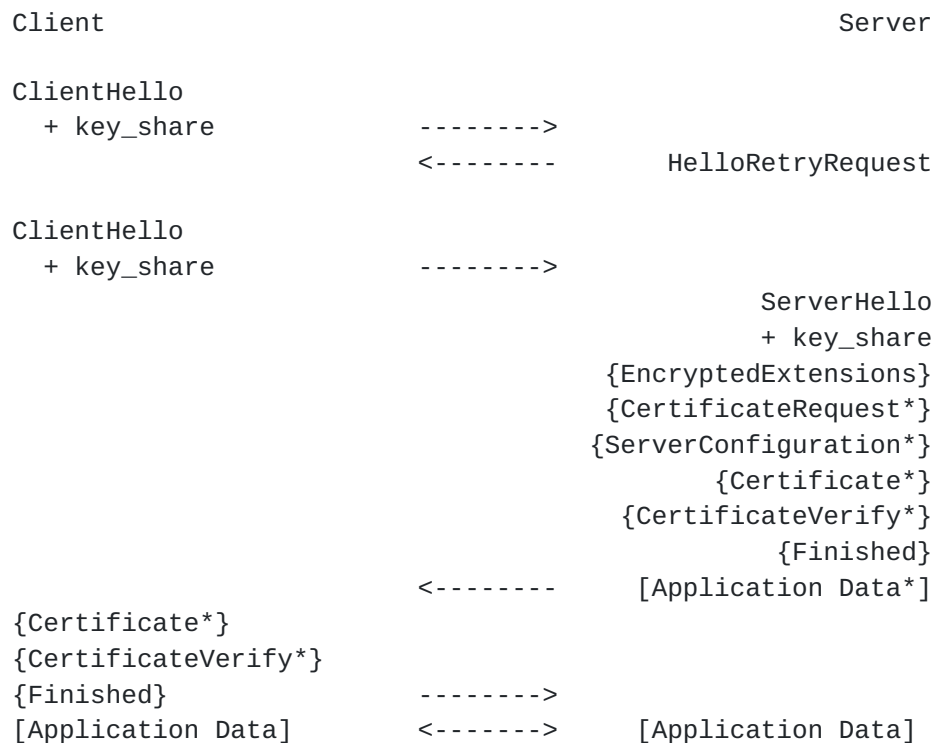 Client                                               Server

ClientHello
  + key_share             -------->
                          <--------       HelloRetryRequest

ClientHello
  + key_share             -------->
                                                ServerHello
                                                + key_share
                                      {EncryptedExtensions}
                                      {CertificateRequest*}
                                     {ServerConfiguration*}
                                             {Certificate*}
                                       {CertificateVerify*}
                                                 {Finished}
                          <--------     [Application Data*]
{Certificate*}
{CertificateVerify*}
{Finished}                -------->
[Application Data]        <------->     [Application Data]